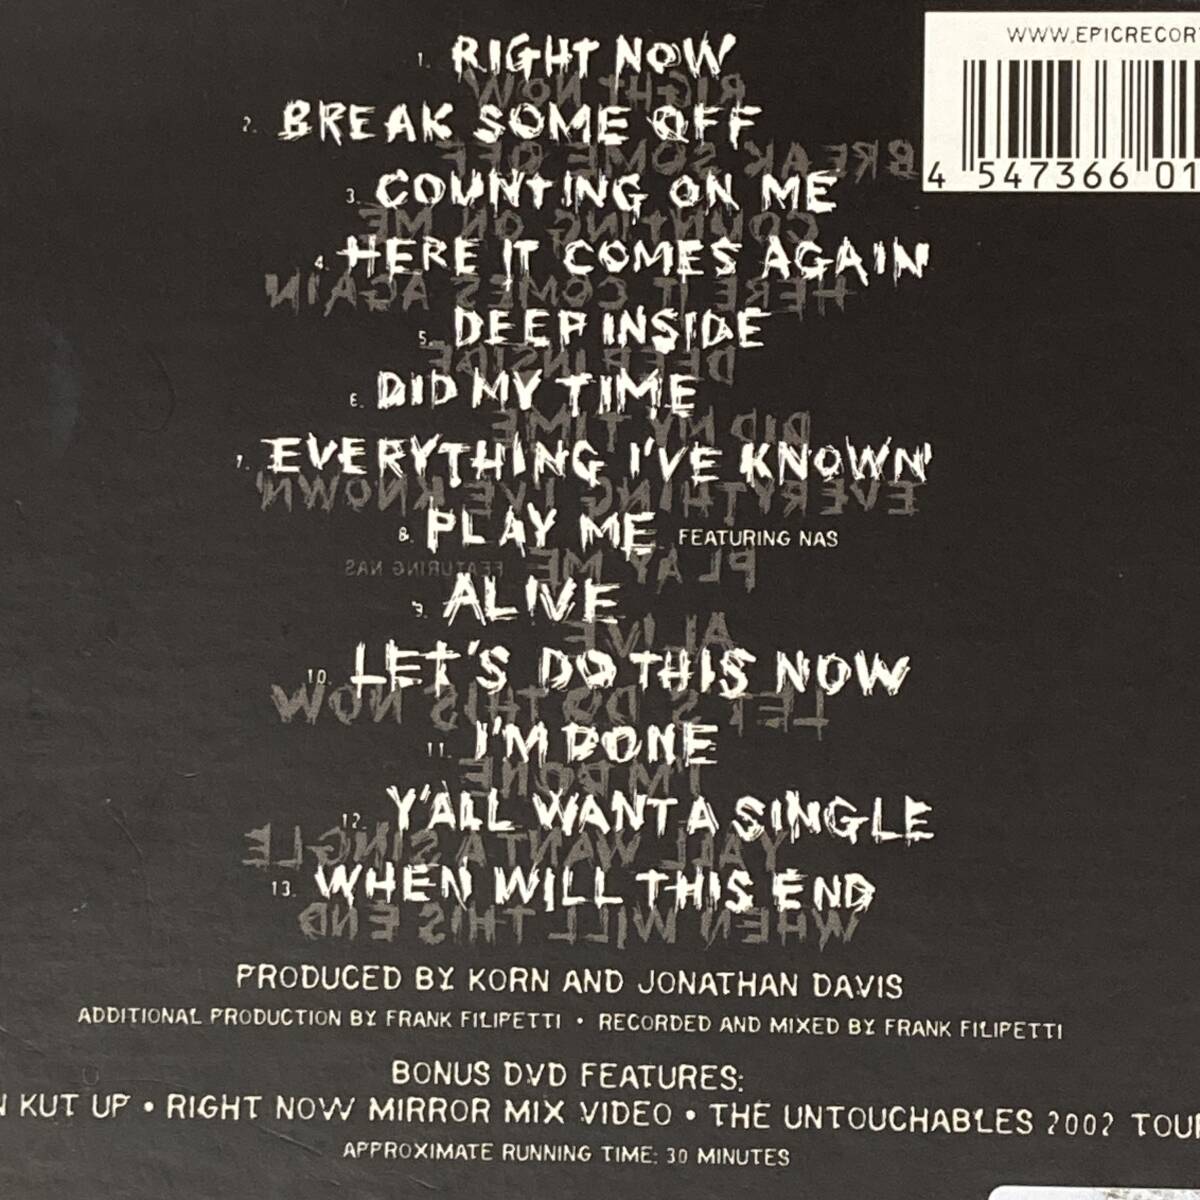 WWW.EPICRECOR
4 547366 01
1. RIGHT NOW
2. BREAK SOME OFF
3. COUNTING ON ME
4. HERE IT COMES AGAIN
5. DEEP INSIDE
6. DID MY TIME
7. EVERYTHING I'VE KNOWN
8. PLAY ME FEATURING NAS
9. ALIVE
10. LET'S DO THIS NOW
11. I'M DONE
12. Y'ALL WANT A SINGLE
13. WHEN WILL THIS END
PRODUCED BY KORN AND JONATHAN DAVIS
ADDITIONAL PRODUCTION BY FRANK FILIPETTI • RECORDED AND MIXED BY FRANK FILIPETTI
BONUS DVD FEATURES:
N KUT UP • RIGHT NOW MIRROR MIX VIDEO • THE UNTOUCHABLES 2002 TOUR
APPROXIMATE RUNNING TIME: 30 MINUTES